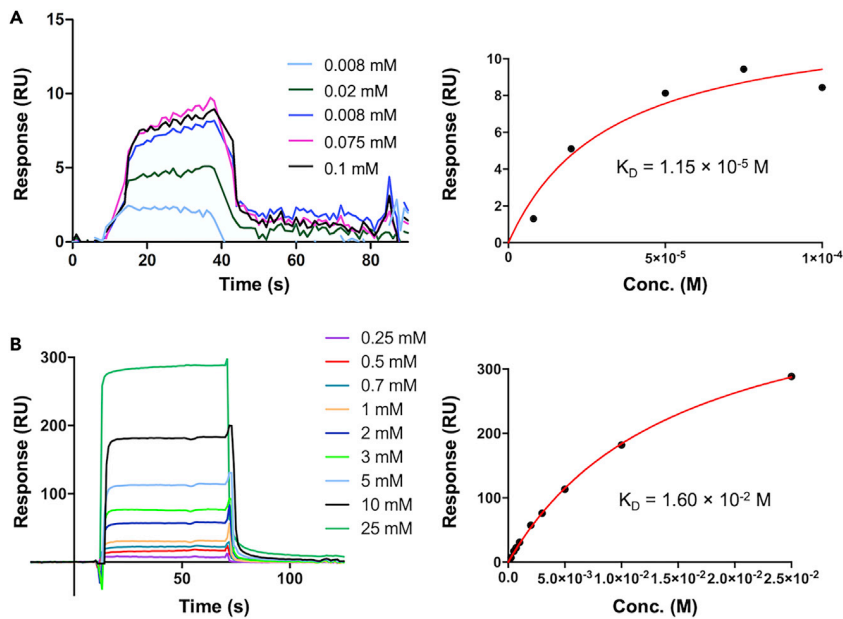 A
Response (RU)
15
10
5
0
0
20
40
60
80
Time (s)
0.008 mM
0.02 mM
0.008 mM
0.075 mM
0.1 mM
Response (RU)
10
8
6
4
2
0
0
5×10-5
1×10-4
Conc. (M)
KD = 1.15 × 10-5 M
B
Response (RU)
300
200
100
50
100
Time (s)
0.25 mM
0.5 mM
0.7 mM
1 mM
2 mM
3 mM
5 mM
10 mM
25 mM
Response (RU)
300
200
100
0
0.0
5.0×10-3
1.0×10-2
1.5×10-2
2.0×10-2
2.5×10-2
Conc. (M)
KD = 1.60 × 10-2 M